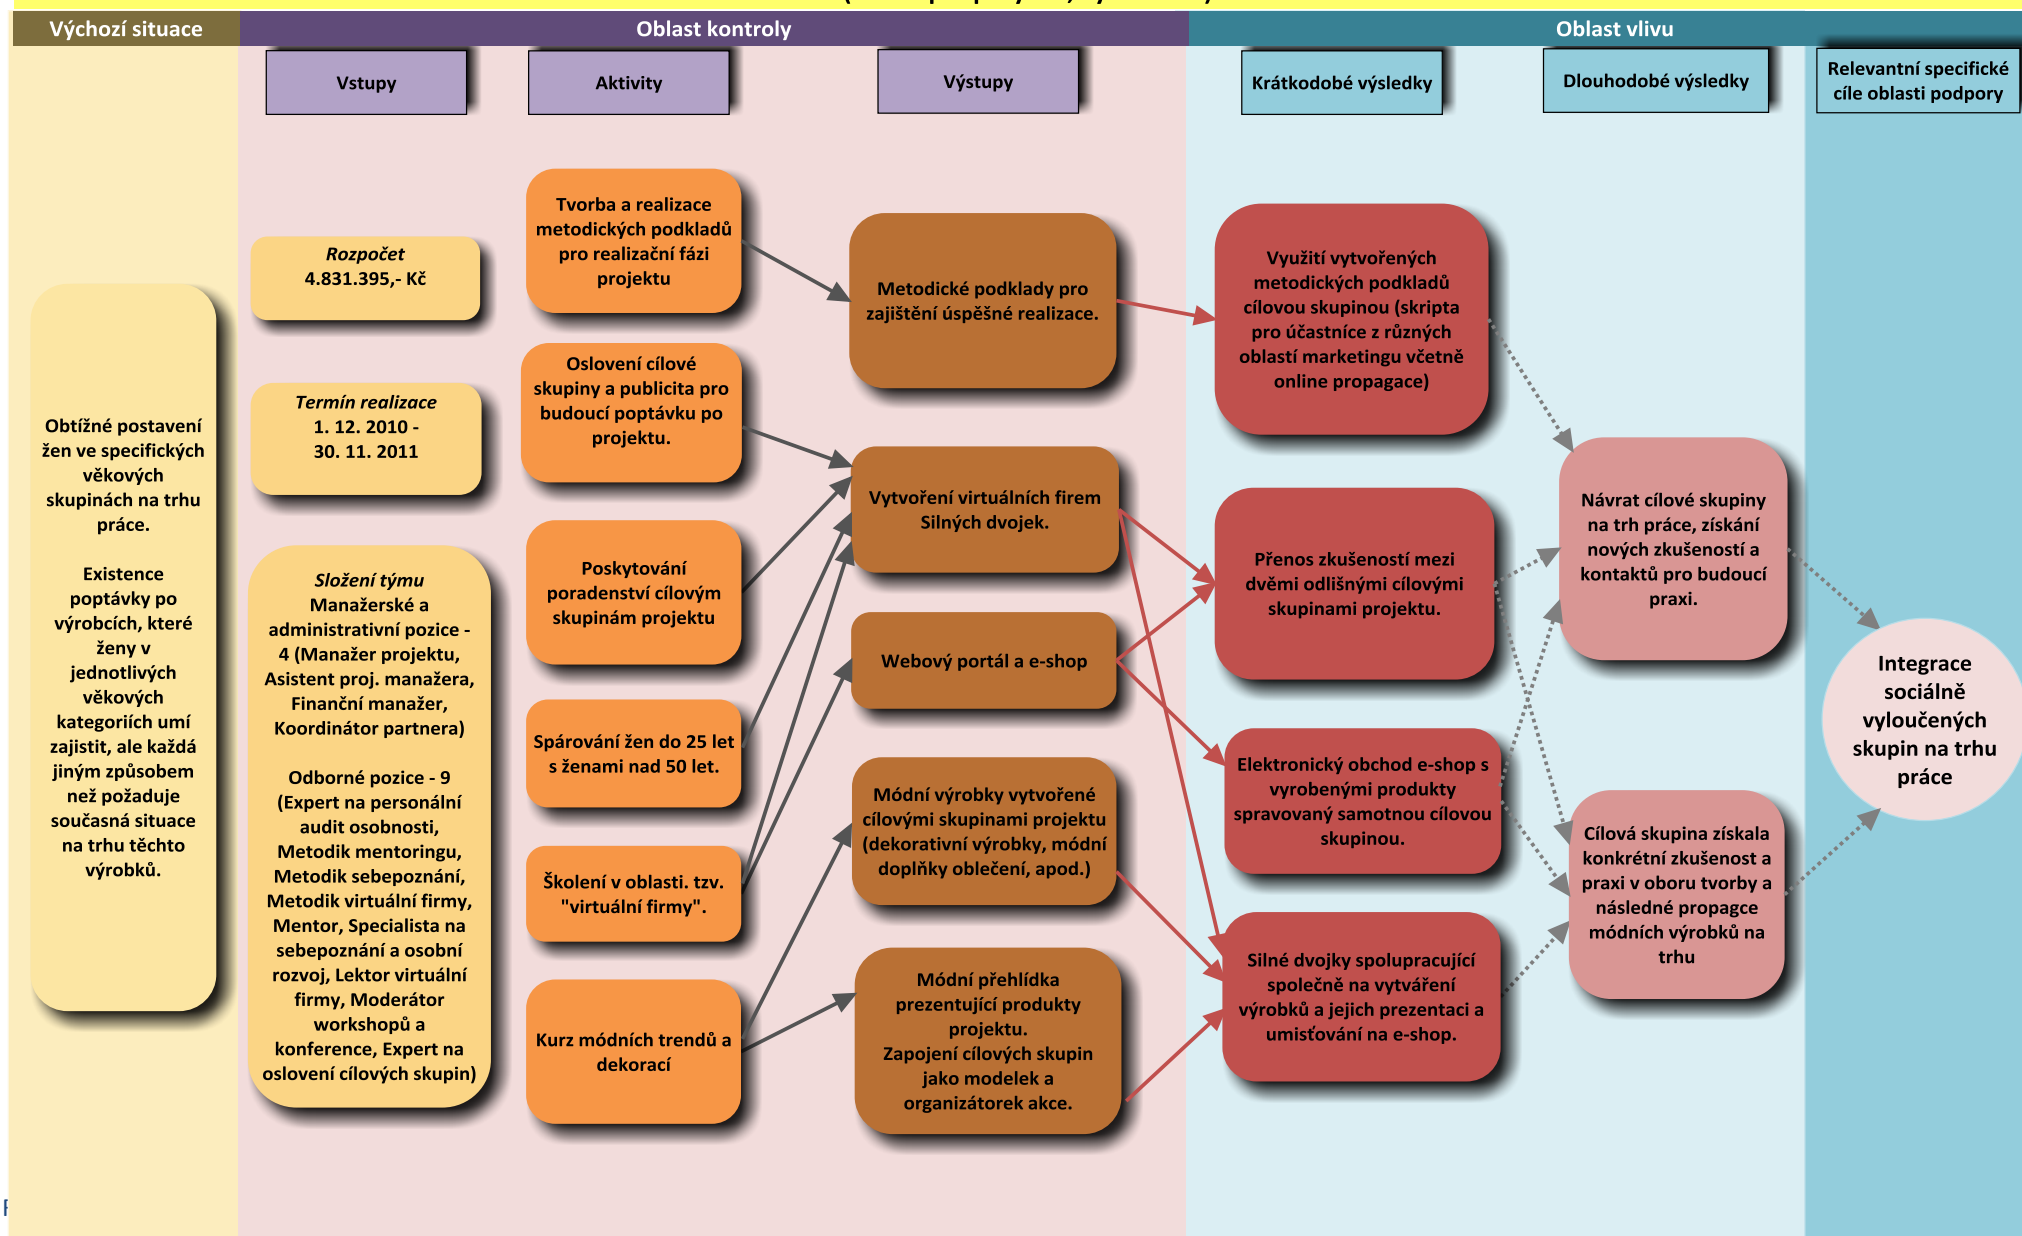 Výchozí situace
Oblast kontroly
Oblast vlivu
Vstupy
Aktivity
Výstupy
Krátkodobé výsledky
Dlouhodobé výsledky
Relevantní specifické
cíle oblasti podpory
Obtížné postavení
žen ve specifických
věkových
skupinách na trhu
práce.
Existence
poptávky po
výrobcích, které
ženy v
jednotlivých
věkových
kategoriích umí
zajistit, ale každá
jiným způsobem
než požaduje
současná situace
na trhu těchto
výrobků.
Rozpočet
4.831.395,- Kč
Termín realizace
1. 12. 2010 -
30. 11. 2011
Složení týmu
Manažerské a
administrativní pozice -
4 (Manažer projektu,
Asistent proj. manažera,
Finanční manažer,
Koordinátor partnera)
Odborné pozice - 9
(Expert na personální
audit osobnosti,
Metodik mentoringu,
Metodik sebepoznání,
Metodik virtuální firmy,
Mentor, Specialista na
sebepoznání a osobní
rozvoj, Lektor virtuální
firmy, Moderátor
workshopů a
konference, Expert na
oslovení cílových skupin)
Tvorba a realizace
metodických podkladů
pro realizační fázi
projektu
Oslovení cílové
skupiny a publicita pro
budoucí poptávku po
projektu.
Poskytování
poradenství cílovým
skupinám projektu
Spárování žen do 25 let
s ženami nad 50 let.
Školení v oblasti. tzv.
"virtuální firmy".
Kurz módních trendů a
dekorací
Metodické podklady pro
zajištění úspěšné realizace.
Vytvoření virtuálních firem
Silných dvojek.
Webový portál a e-shop
Módní výrobky vytvořené
cílovými skupinami projektu
(dekorativní výrobky, módní
doplňky oblečení, apod.)
Módní přehlídka
prezentující produkty
projektu.
Zapojení cílových skupin
jako modelek a
organizátorek akce.
Využití vytvořených
metodických podkladů
cílovou skupinou (skripta
pro účastnice z různých
oblastí marketingu včetně
online propagace)
Přenos zkušeností mezi
dvěmi odlišnými cílovými
skupinami projektu.
Elektronický obchod e-shop s
vyrobenými produkty
spravovaný samotnou cílovou
skupinou.
Silné dvojky spolupracující
společně na vytváření
výrobků a jejich prezentaci a
umisťování na e-shop.
Návrat cílové skupiny
na trh práce, získání
nových zkušeností a
kontaktů pro budoucí
praxi.
Cílová skupina získala
konkrétní zkušenost a
praxi v oboru tvorby a
následné propagce
módních výrobků na
trhu
Integrace
sociálně
vyloučených
skupin na trhu
práce